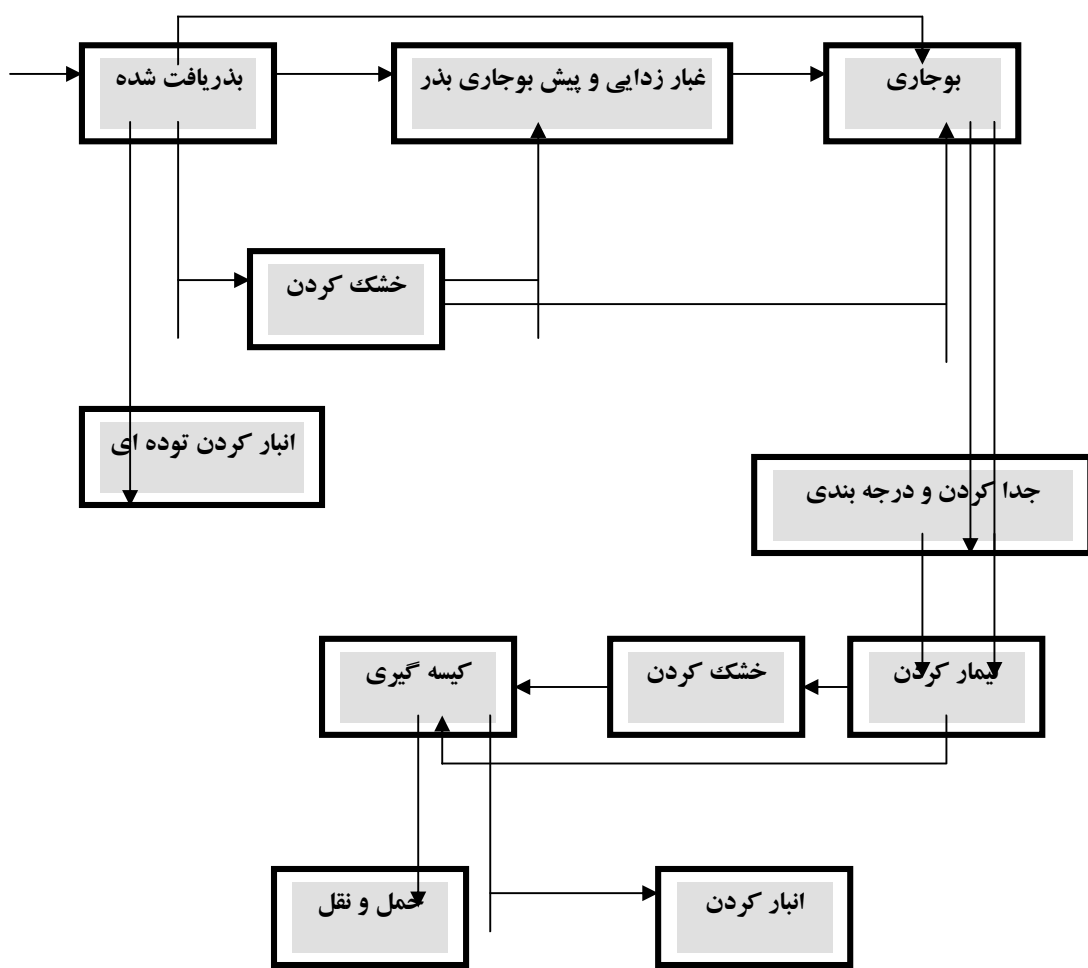 بذریافت شده
غبار زدایی و پیش بوجاری بذر
بوجاری
خشک کردن
انبار کردن توده ای
جدا کردن و درجه بندی
تیمار کردن
خشک کردن
کیسه گیری
حمل و نقل
انبار کردن